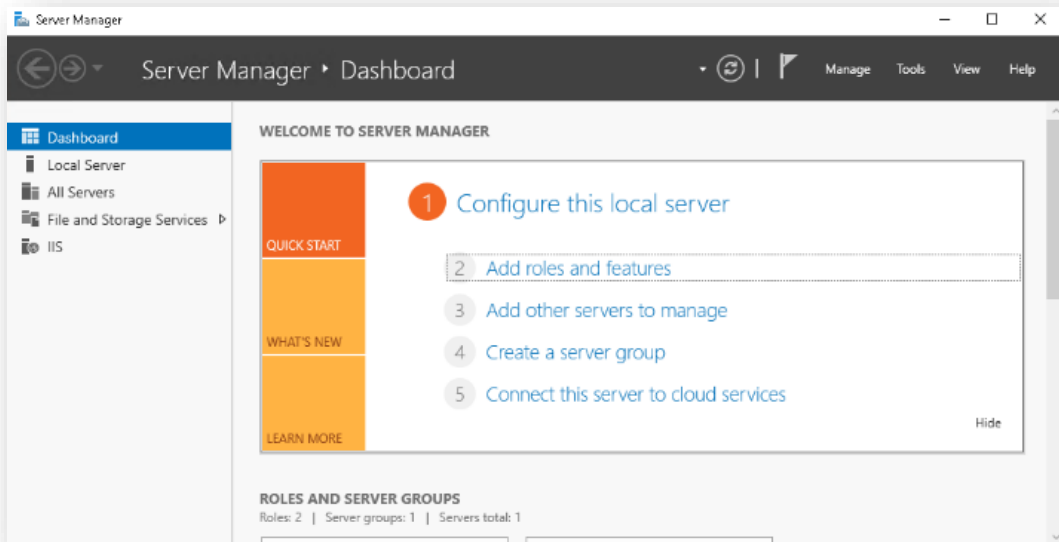 Server Manager
Server Manager ‣ Dashboard
Manage Tools View Help
Dashboard
Local Server
All Servers
File and Storage Services
IIS
WELCOME TO SERVER MANAGER
QUICK START
WHAT'S NEW
LEARN MORE
1 Configure this local server
2 Add roles and features
3 Add other servers to manage
4 Create a server group
5 Connect this server to cloud services
Hide
ROLES AND SERVER GROUPS
Roles: 2 | Server groups: 1 | Servers total: 1